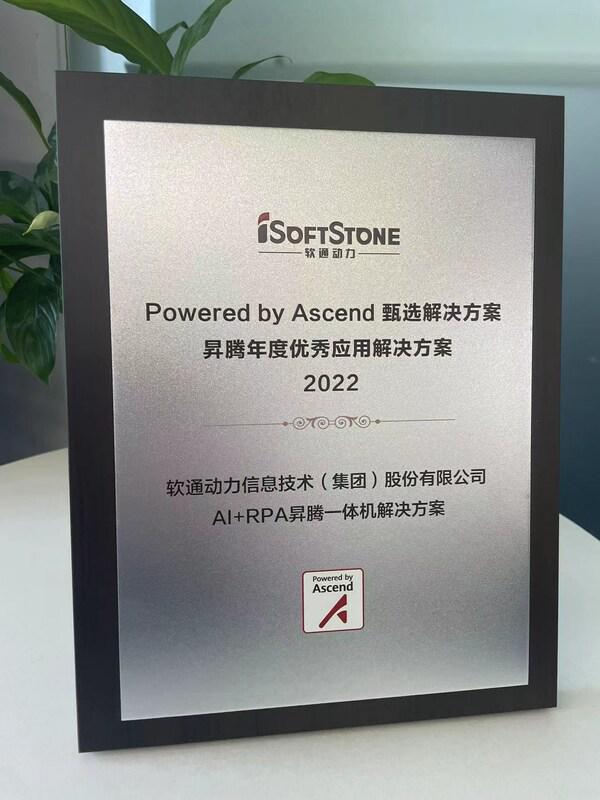 iSOFTSTONE
软通动力
Powered by Ascend 甄选解决方案
昇腾年度优秀应用解决方案
2022
软通动力信息技术（集团）股份有限公司
AI+RPA昇腾一体机解决方案
Powered by
Ascend